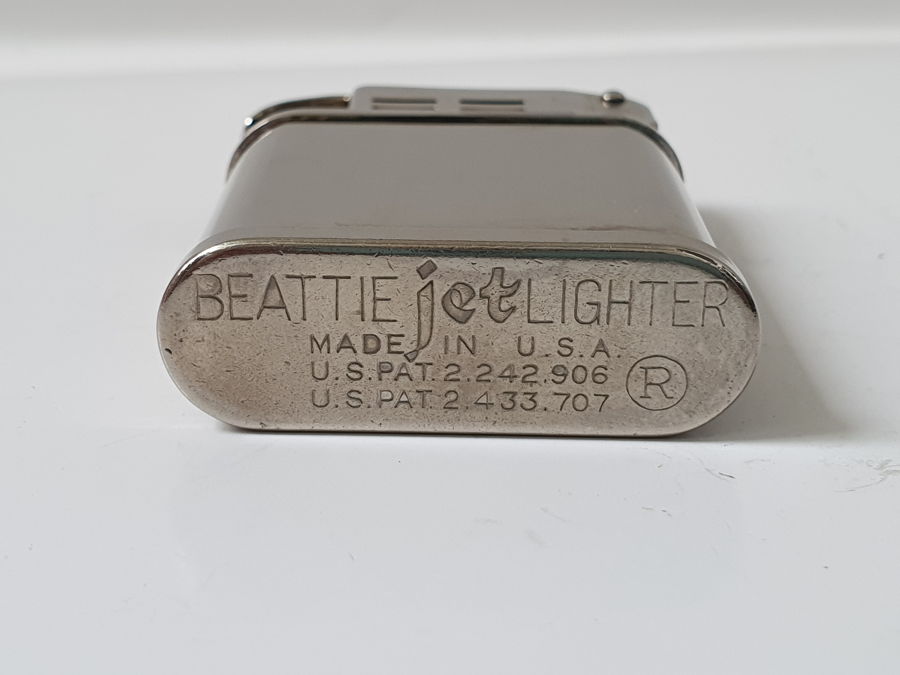 BEATTIE jet LIGHTER
MADE IN U.S.A.
U.S.PAT.2.242.906
U.S.PAT.2.433.707
®